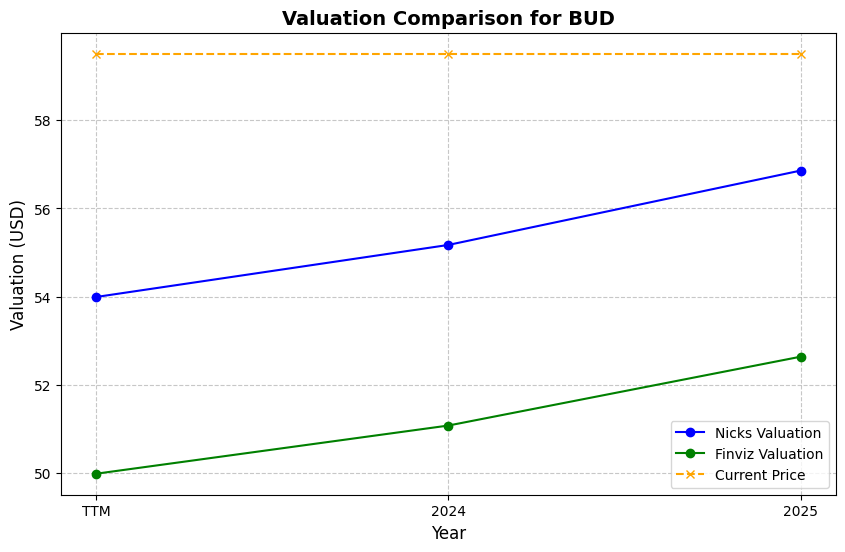 Valuation Comparison for BUD
Valuation (USD)
58
56
54
52
50
TTM
2024
2025
Year
Nicks Valuation
Finviz Valuation
Current Price